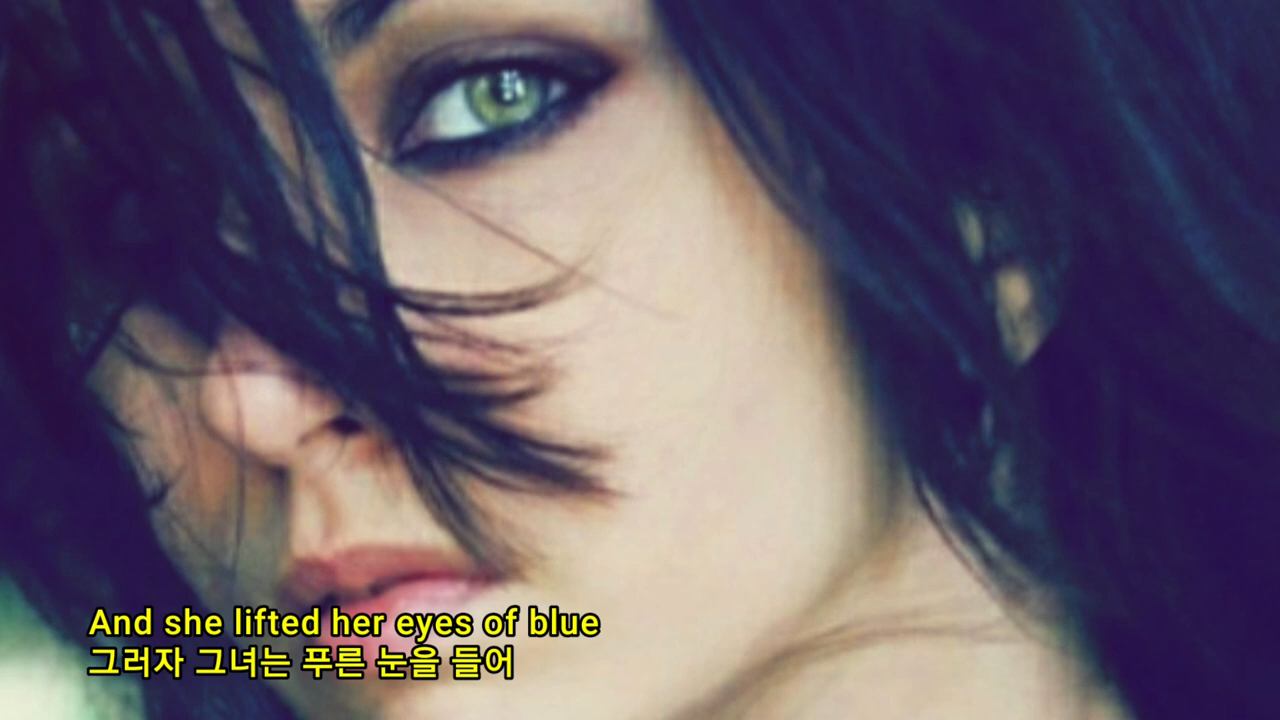 And she lifted her eyes of blue
그러자 그녀는 푸른 눈을 들어